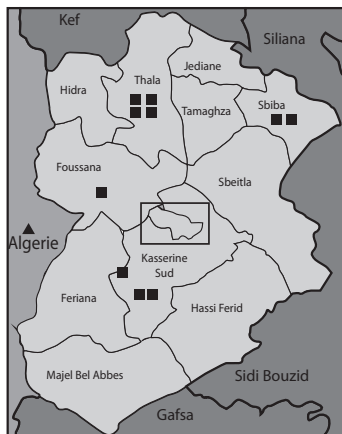 Kef
Siliana
Jediane
Thala
Hidra
Tamaghza
Sbiba
Foussana
Sbeitla
Algerie
Kasserine
Sud
Feriana
Hassi Ferid
Majel Bel Abbes
Sidi Bouzid
Gafsa